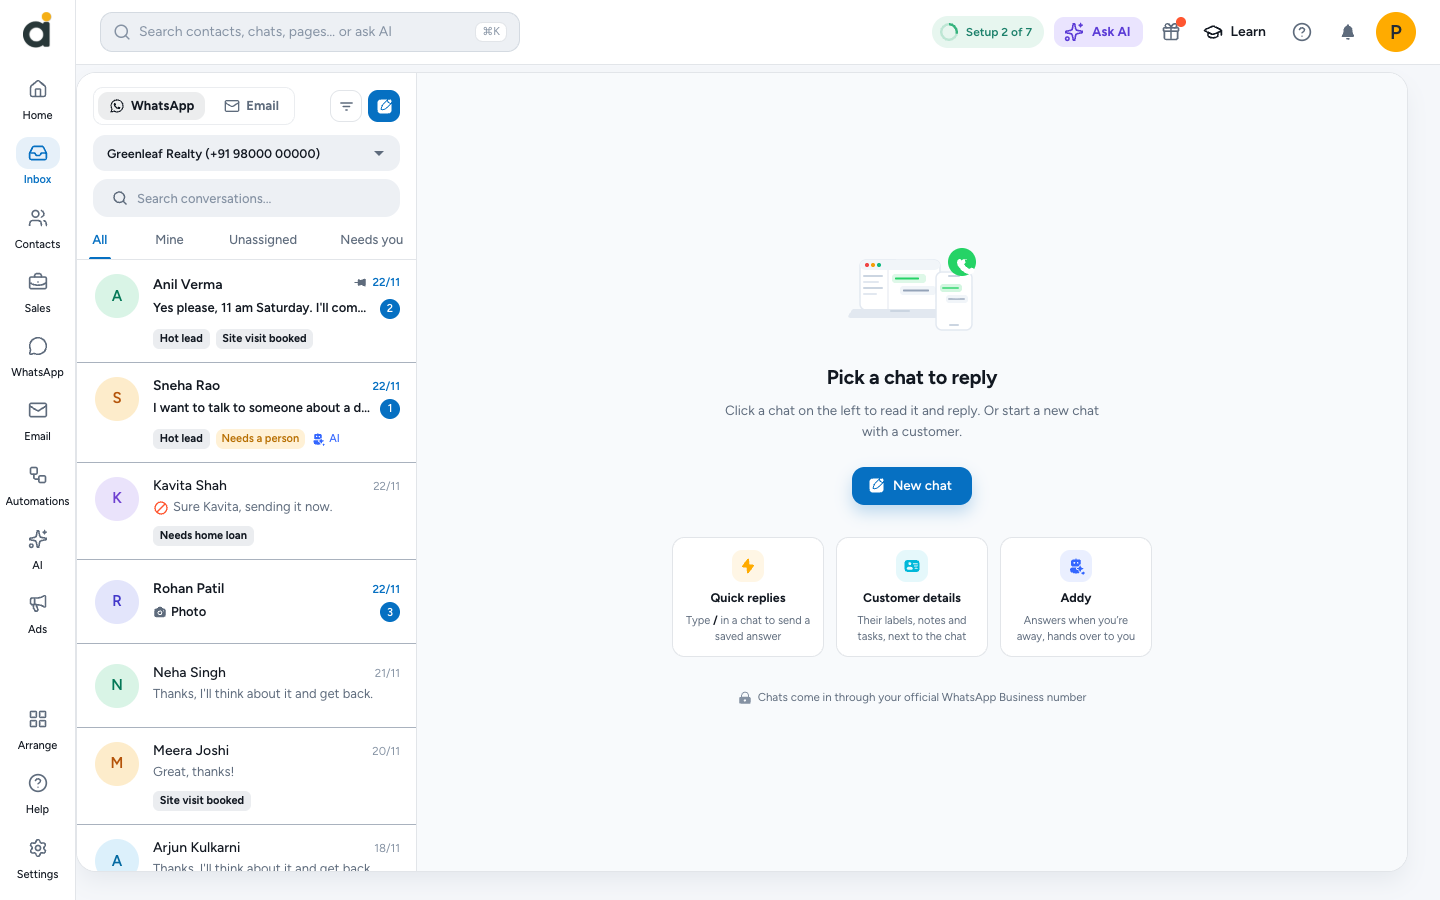 Search contacts, chats, pages... or ask AI
⌘K
Setup 2 of 7
Ask AI
Learn
P
Home
Inbox
Contacts
Sales
WhatsApp
Email
Automations
AI
Ads
Arrange
Help
Settings
WhatsApp
Email
Greenleaf Realty (+91 98000 00000)
Search conversations...
All
Mine
Unassigned
Needs you
A
Anil Verma
22/11
Yes please, 11 am Saturday. I'll com...
2
Hot lead
Site visit booked
S
Sneha Rao
22/11
I want to talk to someone about a d...
1
Hot lead
Needs a person
AI
K
Kavita Shah
22/11
Sure Kavita, sending it now.
Needs home loan
R
Rohan Patil
22/11
Photo
3
N
Neha Singh
21/11
Thanks, I'll think about it and get back.
M
Meera Joshi
20/11
Great, thanks!
Site visit booked
A
Arjun Kulkarni
18/11
Thanks, I'll think about it and get back.
Pick a chat to reply
Click a chat on the left to read it and reply. Or start a new chat
with a customer.
New chat
Quick replies
Type / in a chat to send a
saved answer
Customer details
Their labels, notes and
tasks, next to the chat
Addy
Answers when you're
away, hands over to you
Chats come in through your official WhatsApp Business number